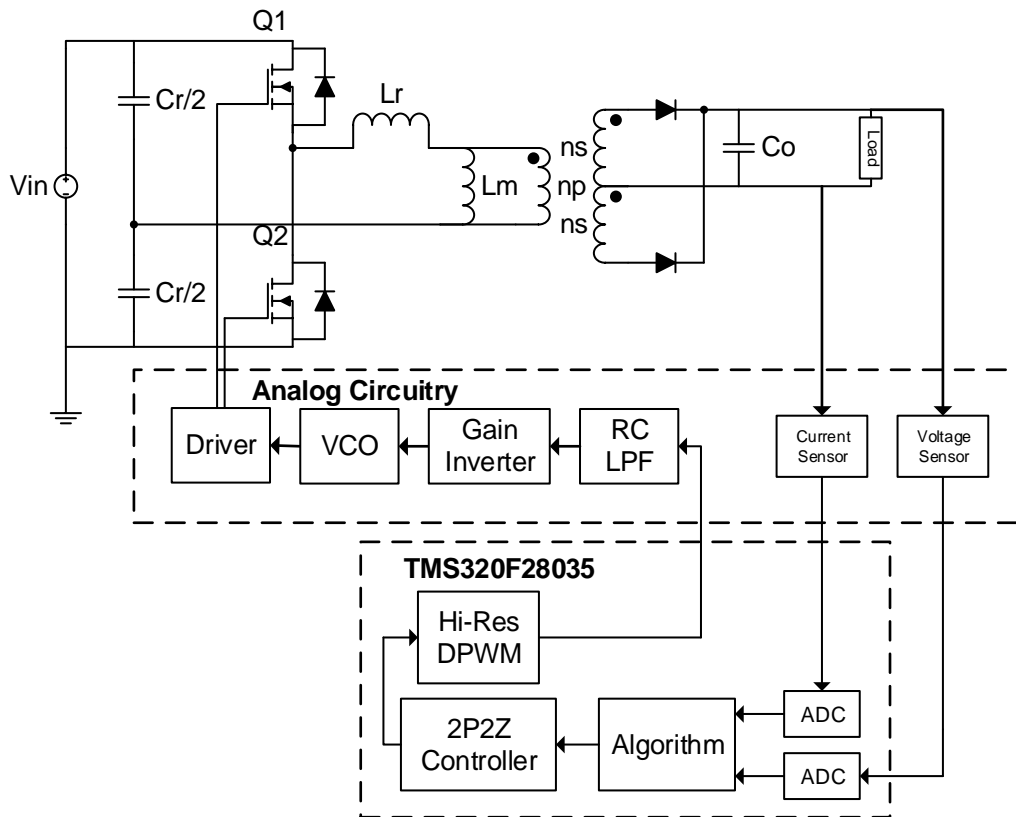 Q1
Cr/2
Lr
ns
Co
Load
Vin
Lm
np
ns
Q2
Cr/2
Analog Circuitry
Driver
VCO
Gain
Inverter
RC
LPF
Current
Sensor
Voltage
Sensor
TMS320F28035
Hi-Res
DPWM
2P2Z
Controller
Algorithm
ADC
ADC